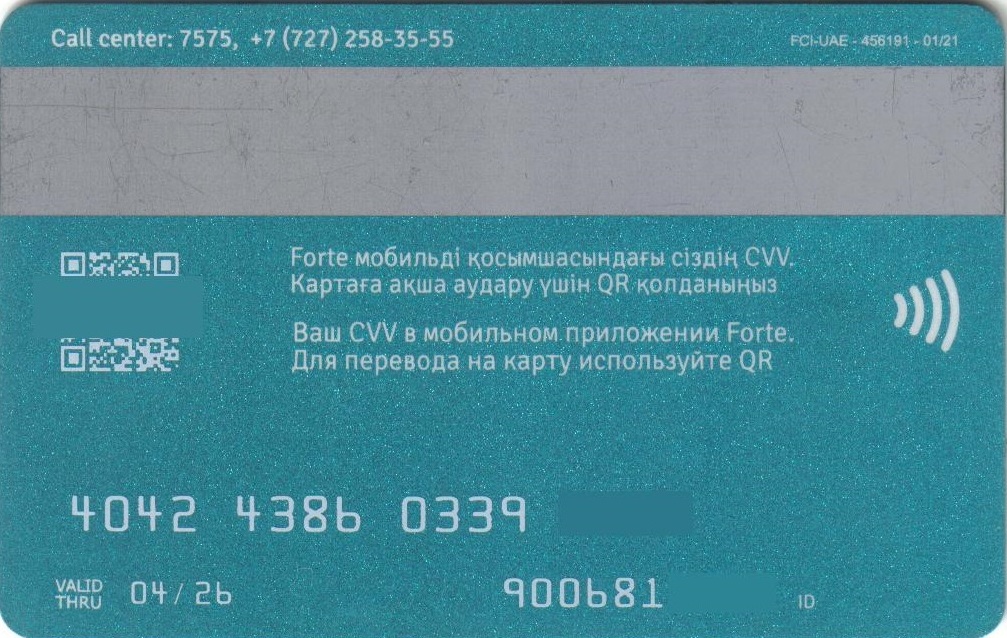 Call center: 7575, +7 (727) 258-35-55
FCI-UAE - 456191 - 01/21
Forte мобильді қосымшасындағы сіздің CVV.
Картаға ақша аудару үшін QR қолданыңыз
Ваш CVV в мобильном приложении Forte.
Для перевода на карту используйте QR
4042 4386 0339
VALID THRU 04/26
900681
ID